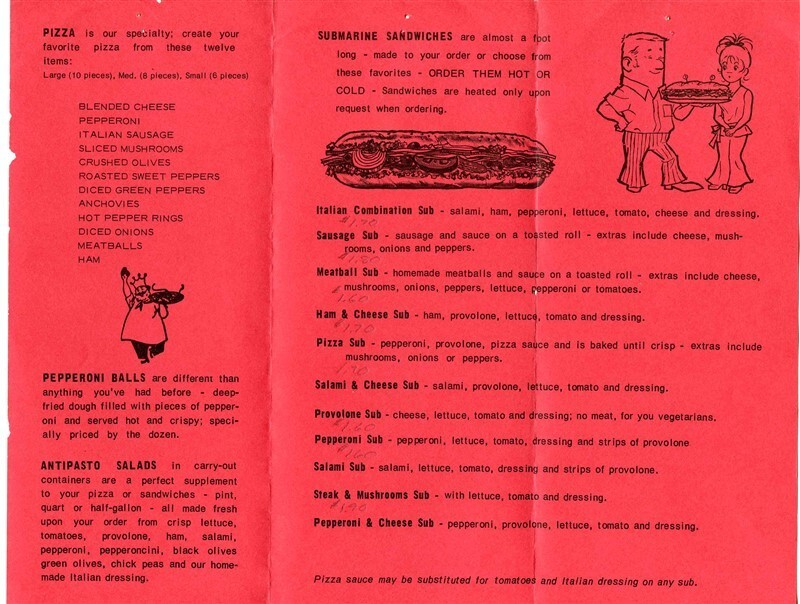 PIZZA is our specialty; create your
favorite pizza from these twelve
items:
Large (10 pieces), Med. (8 pieces), Small (6 pieces)
BLENDED CHEESE
PEPPERONI
ITALIAN SAUSAGE
SLICED MUSHROOMS
CRUSHED OLIVES
ROASTED SWEET PEPPERS
DICED GREEN PEPPERS
ANCHOVIES
HOT PEPPER RINGS
DICED ONIONS
MEATBALLS
HAM
PEPPERONI BALLS are different than
anything you've had before - deep-
fried dough filled with pieces of pepper-
oni and served hot and crispy; speci-
ally priced by the dozen.
ANTIPASTO SALADS in carry-out
containers are a perfect supplement
to your pizza or sandwiches - pint,
quart or half-gallon - all made fresh
upon your order from crisp lettuce,
tomatoes, provolone, ham, salami,
pepperoni, pepperoncini, black olives
green olives, chick peas and our home-
made Italian dressing.
SUBMARINE SANDWICHES are almost a foot
long - made to your order or choose from
these favorites - ORDER THEM HOT OR
COLD - Sandwiches are heated only upon
request when ordering.
Italian Combination Sub - salami, ham, pepperoni, lettuce, tomato, cheese and dressing.
$1.70
Sausage Sub - sausage and sauce on a toasted roll - extras include cheese, mush-
rooms, onions and peppers.
$1.80
Meatball Sub - homemade meatballs and sauce on a toasted roll - extras include cheese,
mushrooms, onions, peppers, lettuce, pepperoni or tomatoes.
$1.60
Ham & Cheese Sub - ham, provolone, lettuce, tomato and dressing.
$1.70
Pizza Sub - pepperoni, provolone, pizza sauce and is baked until crisp - extras include
mushrooms, onions or peppers.
Salami & Cheese Sub - salami, provolone, lettuce, tomato and dressing.
Provolone Sub - cheese, lettuce, tomato and dressing; no meat, for you vegetarians.
$1.60
Pepperoni Sub - pepperoni, lettuce, tomato, dressing and strips of provolone
1.60
Salami Sub - salami, lettuce, tomato, dressing and strips of provolone.
Steak & Mushrooms Sub - with lettuce, tomato and dressing.
Pepperoni & Cheese Sub - pepperoni, provolone, lettuce, tomato and dressing.
Pizza sauce may be substituted for tomatoes and Italian dressing on any sub.